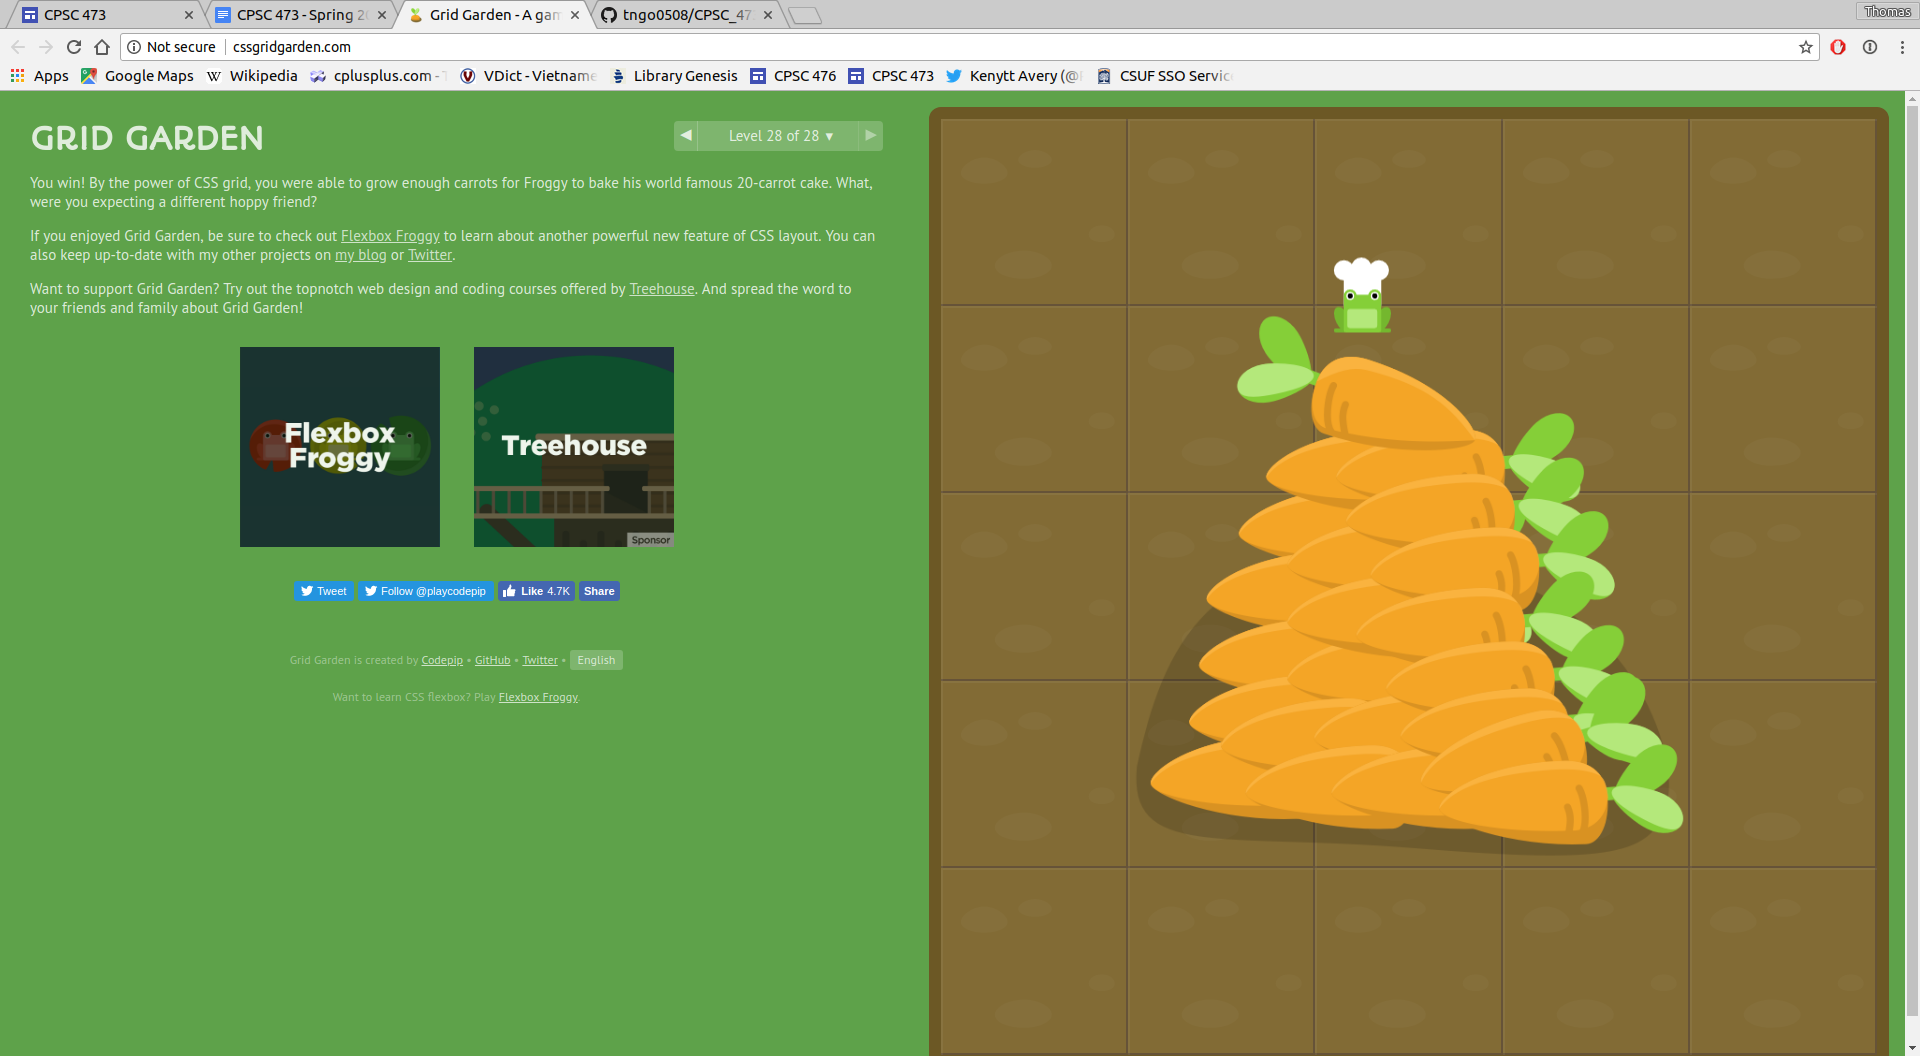 CPSC 473
CPSC 473 - Spring 2
Grid Garden - A gam
tngo0508/CPSC_47
Thomas
Not secure
cssgridgarden.com
Apps
Google Maps
Wikipedia
cplusplus.com -
VDict - Vietname
Library Genesis
CPSC 476
CPSC 473
Kenytt Avery (@
CSUF SSO Servic
GRID GARDEN
Level 28 of 28
You win! By the power of CSS grid, you were able to grow enough carrots for Froggy to bake his world famous 20-carrot cake. What,
were you expecting a different hoppy friend?
If you enjoyed Grid Garden, be sure to check out Flexbox Froggy to learn about another powerful new feature of CSS layout. You can
also keep up-to-date with my other projects on my blog or Twitter.
Want to support Grid Garden? Try out the topnotch web design and coding courses offered by Treehouse. And spread the word to
your friends and family about Grid Garden!
Flexbox
Froggy
Treehouse
Sponsor
Tweet
Follow @playcodepip
Like 4.7K
Share
Grid Garden is created by Codepip • GitHub • Twitter • English
Want to learn CSS flexbox? Play Flexbox Froggy.